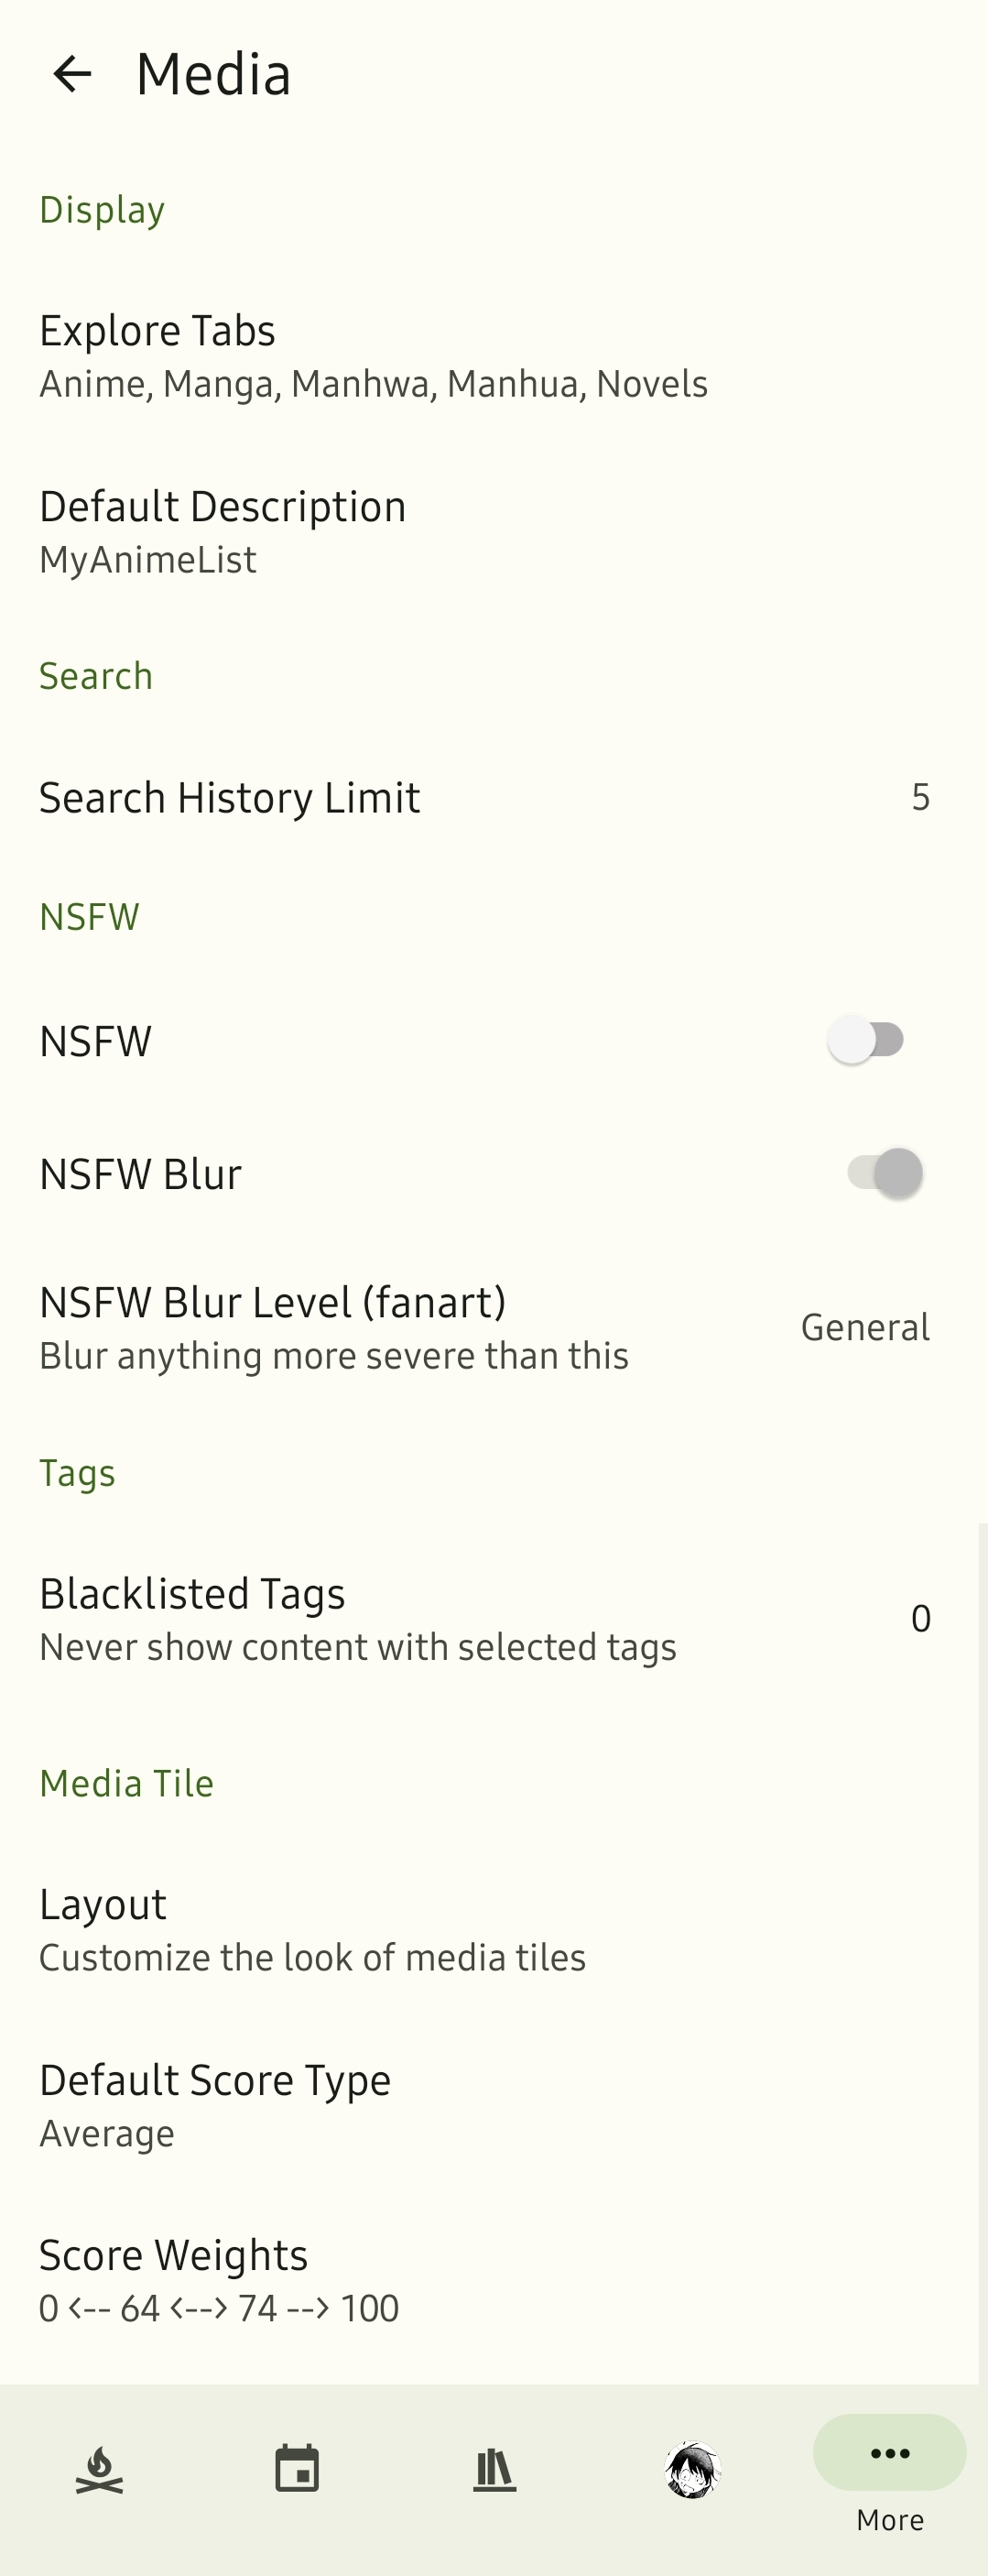 Media
Display
Explore Tabs
Anime, Manga, Manhwa, Manhua, Novels
Default Description
MyAnimeList
Search
Search History Limit
5
NSFW
NSFW
NSFW Blur
NSFW Blur Level (fanart)
Blur anything more severe than this
General
Tags
Blacklisted Tags
Never show content with selected tags
0
Media Tile
Layout
Customize the look of media tiles
Default Score Type
Average
Score Weights
0 <-- 64 <--> 74 --> 100
More